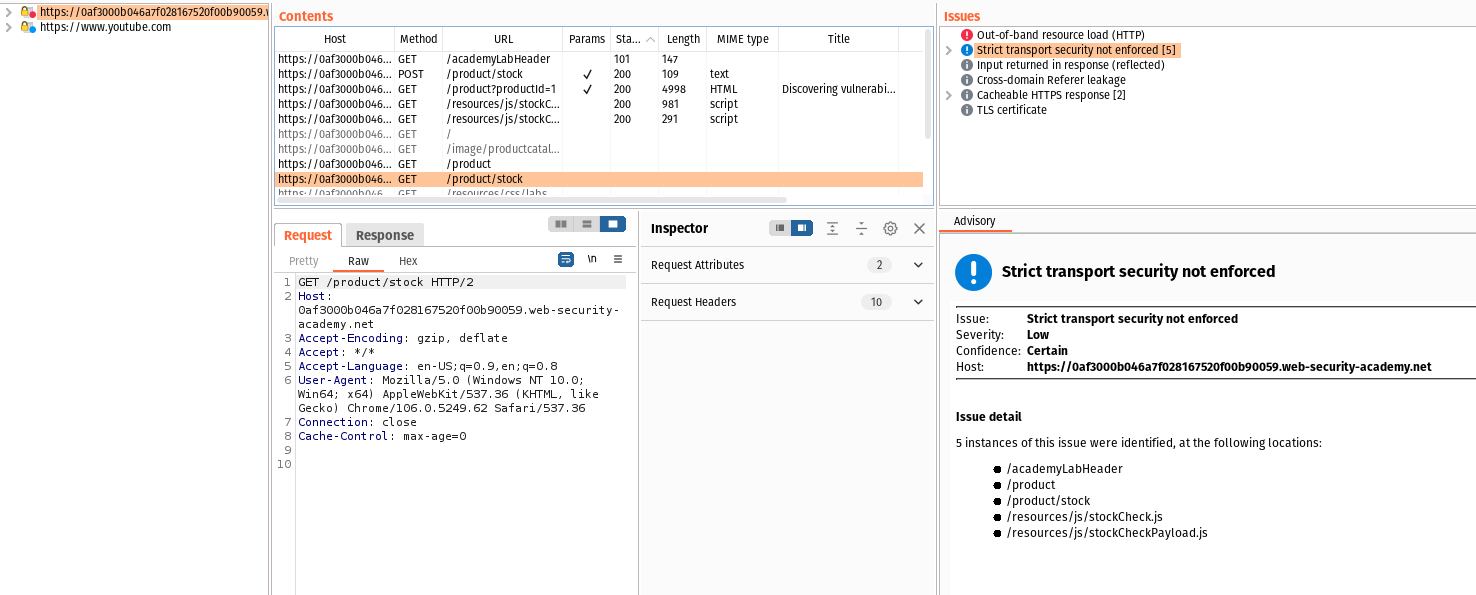 https://0af3000b046a7f028167520f00b90059.w
https://www.youtube.com
Contents
Host Method URL Params Sta... Length MIME type Title
https://0af3000b046... GET /academyLabHeader 101 147
https://0af3000b046... POST /product/stock ✓ 200 109 text
https://0af3000b046... GET /product?productId=1 ✓ 200 4998 HTML Discovering vulnerabi...
https://0af3000b046... GET /resources/js/stockC... 200 981 script
https://0af3000b046... GET /resources/js/stockC... 200 291 script
https://0af3000b046... GET /
https://0af3000b046... GET /image/productcatal...
https://0af3000b046... GET /product
https://0af3000b046... GET /product/stock
https://0af3000b046... GET /resources/css/labs
Issues
Out-of-band resource load (HTTP)
Strict transport security not enforced [5]
Input returned in response (reflected)
Cross-domain Referer leakage
Cacheable HTTPS response [2]
TLS certificate
Request Response
Pretty Raw Hex \n
1 GET /product/stock HTTP/2
2 Host:
0af3000b046a7f028167520f00b90059.web-security-
academy.net
3 Accept-Encoding: gzip, deflate
4 Accept: */*
5 Accept-Language: en-US;q=0.9,en;q=0.8
6 User-Agent: Mozilla/5.0 (Windows NT 10.0;
Win64; x64) AppleWebKit/537.36 (KHTML, like
Gecko) Chrome/106.0.5249.62 Safari/537.36
7 Connection: close
8 Cache-Control: max-age=0
9
10
Inspector
Request Attributes 2
Request Headers 10
Advisory
Strict transport security not enforced
Issue: Strict transport security not enforced
Severity: Low
Confidence: Certain
Host: https://0af3000b046a7f028167520f00b90059.web-security-academy.net
Issue detail
5 instances of this issue were identified, at the following locations:
/academyLabHeader
/product
/product/stock
/resources/js/stockCheck.js
/resources/js/stockCheckPayload.js